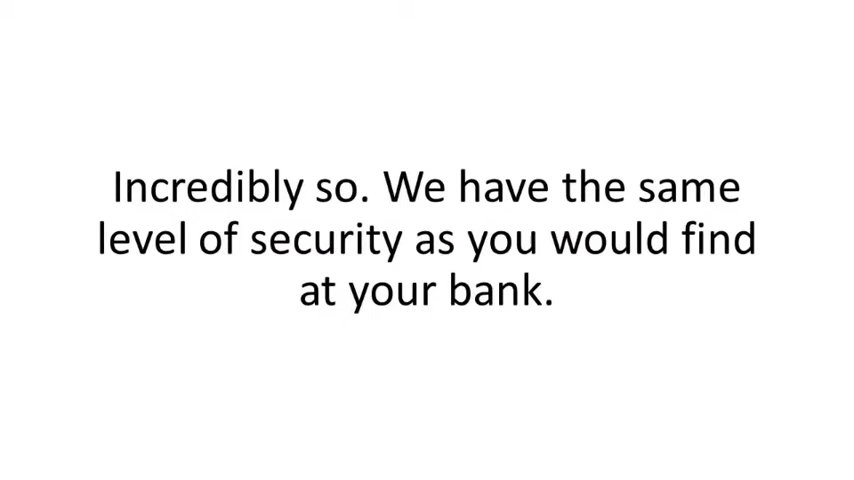 Incredibly so. We have the same
level of security as you would find
at your bank.